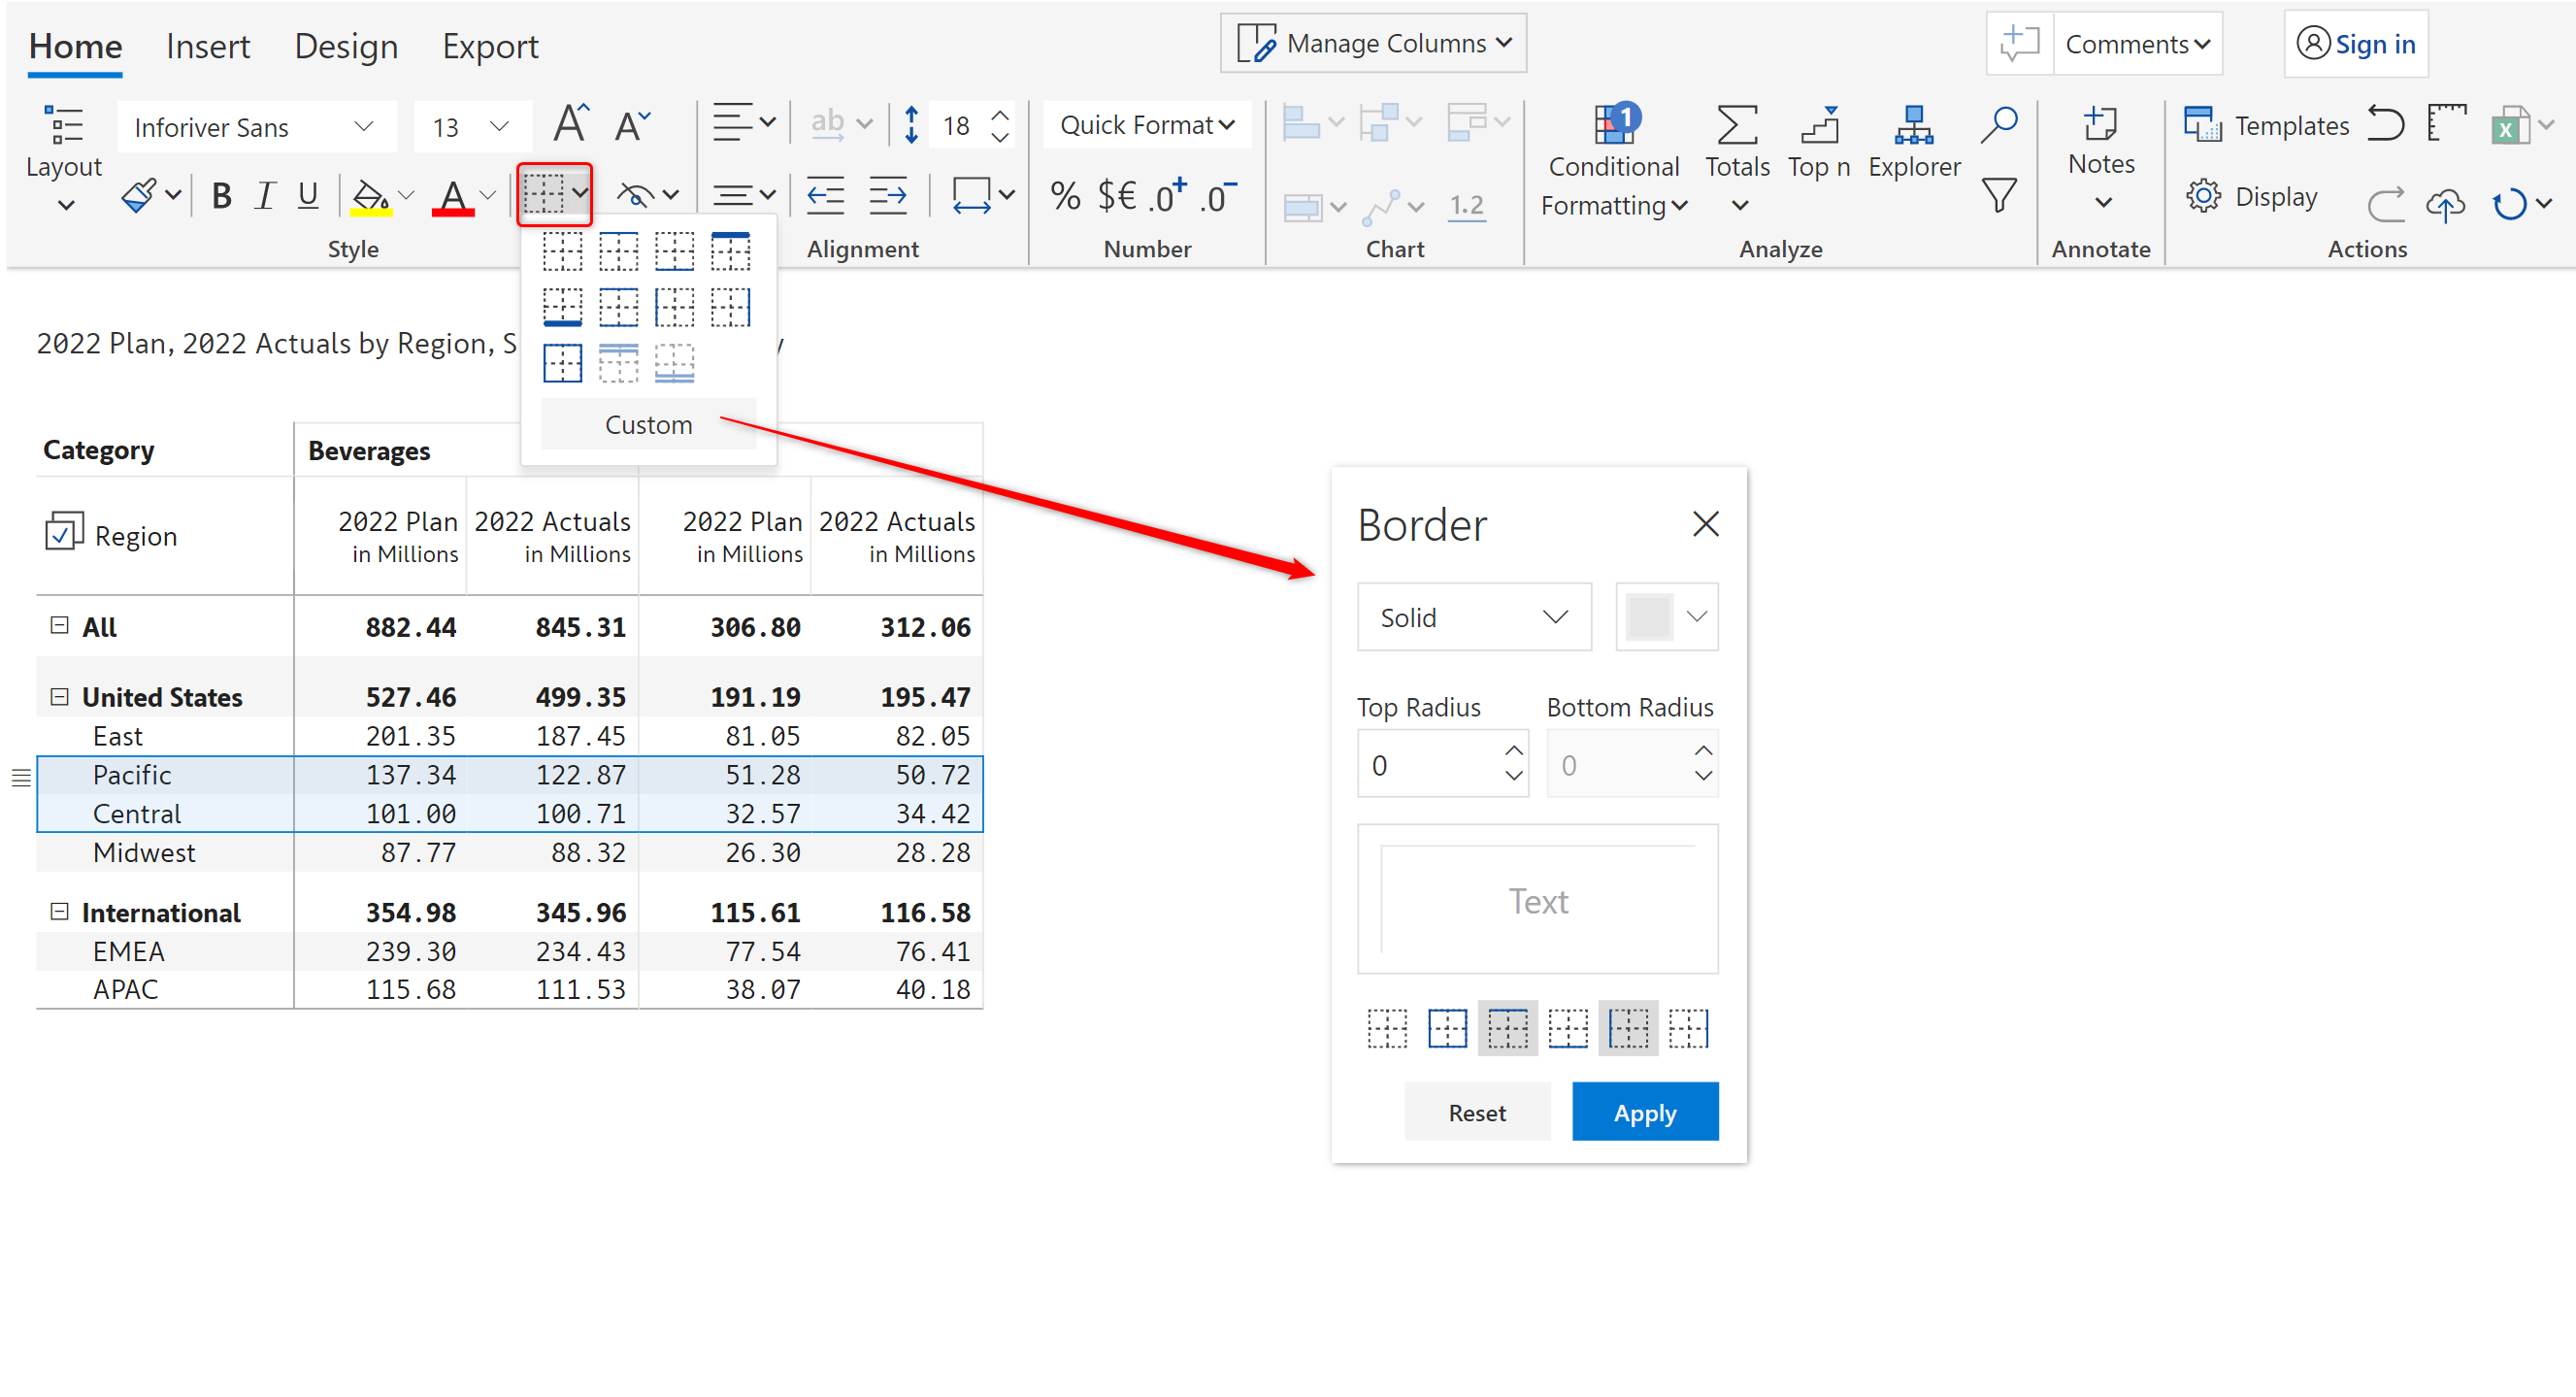 Home Insert Design Export Manage Columns Comments Sign in
Layout Inforiver Sans 13 A A ab 18 Quick Format Conditional Formatting 1 Totals Top n Explorer Notes Templates
B I U A % $€ .0+ .0- 1.2 Display
Style Alignment Number Chart Analyze Annotate Actions
2022 Plan, 2022 Actuals by Region, S
Custom
Category Beverages
Region 2022 Plan in Millions 2022 Actuals in Millions 2022 Plan in Millions 2022 Actuals in Millions
All 882.44 845.31 306.80 312.06
United States 527.46 499.35 191.19 195.47
East 201.35 187.45 81.05 82.05
Pacific 137.34 122.87 51.28 50.72
Central 101.00 100.71 32.57 34.42
Midwest 87.77 88.32 26.30 28.28
International 354.98 345.96 115.61 116.58
EMEA 239.30 234.43 77.54 76.41
APAC 115.68 111.53 38.07 40.18
Border
Solid
Top Radius Bottom Radius
0 0
Text
Reset Apply